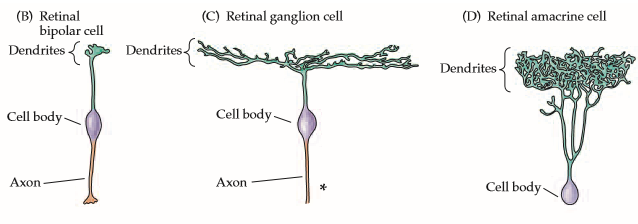 (B) Retinal
bipolar cell
Dendrites
Cell body
Axon
(C) Retinal ganglion cell
Dendrites
Cell body
Axon
*
(D) Retinal amacrine cell
Dendrites
Cell body